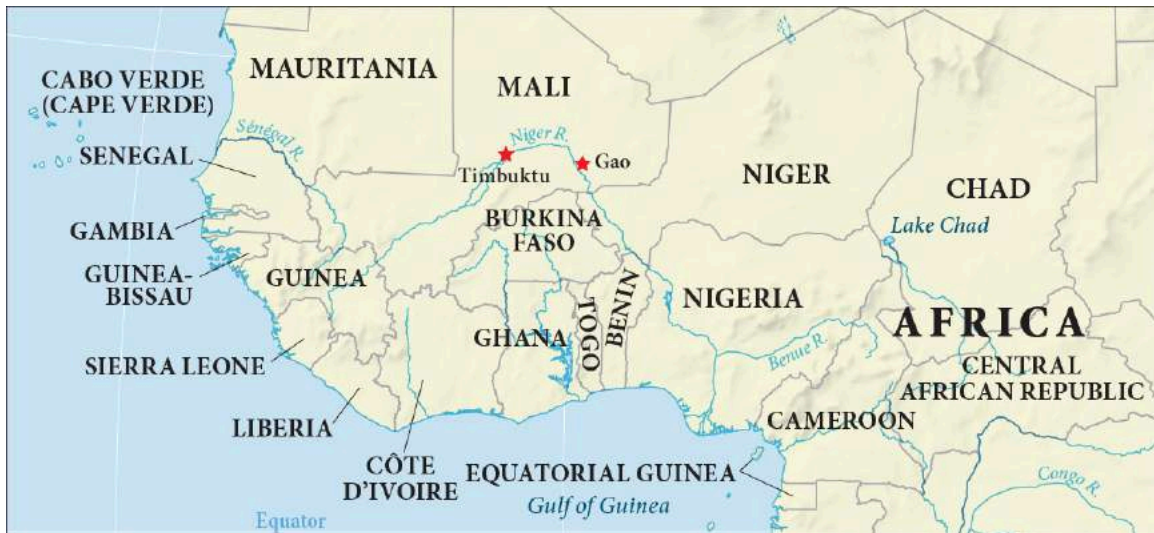 MAURITANIA
CABO VERDE
(CAPE VERDE)
MALI
Sénégal R.
Niger R.
SENEGAL
Timbuktu
Gao
NIGER
CHAD
BURKINA
FASO
Lake Chad
GAMBIA
GUINEA-
BISSAU
GUINEA
NIGERIA
BENIN
TOGO
GHANA
AFRICA
SIERRA LEONE
Benue R.
CENTRAL
AFRICAN REPUBLIC
LIBERIA
CAMEROON
CÔTE
D'IVOIRE
EQUATORIAL GUINEA
Gulf of Guinea
Congo R.
Equator